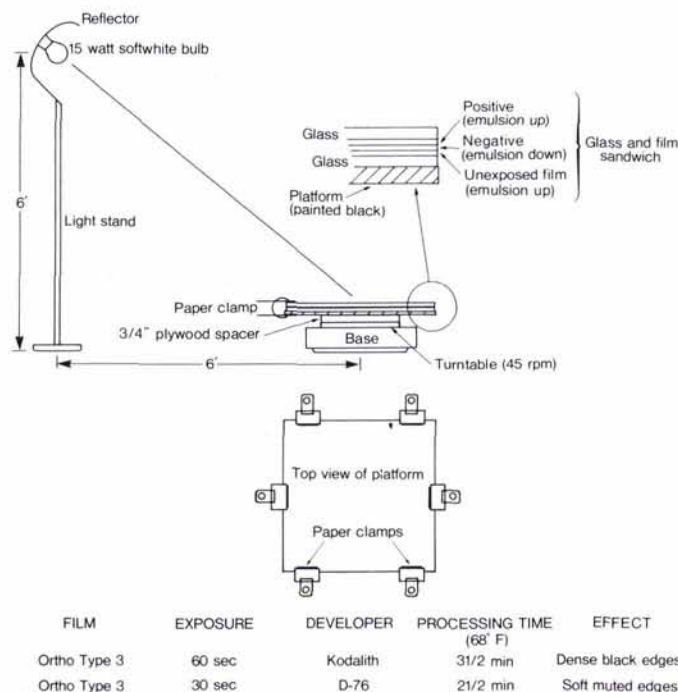 Reflector
15 watt softwhite bulb
6′
Light stand
Glass
Glass
Positive
(emulsion up)
Negative
(emulsion down)
Unexposed film
(emulsion up)
Glass and film
sandwich
Platform
(painted black)
Paper clamp
3/4" plywood spacer
Base
Turntable (45 rpm)
6′
Top view of platform
Paper clamps
FILM EXPOSURE DEVELOPER PROCESSING TIME EFFECT
(68° F)
Ortho Type 3 60 sec Kodalith 31/2 min Dense black edges
Ortho Type 3 30 sec D-76 21/2 min Soft muted edges